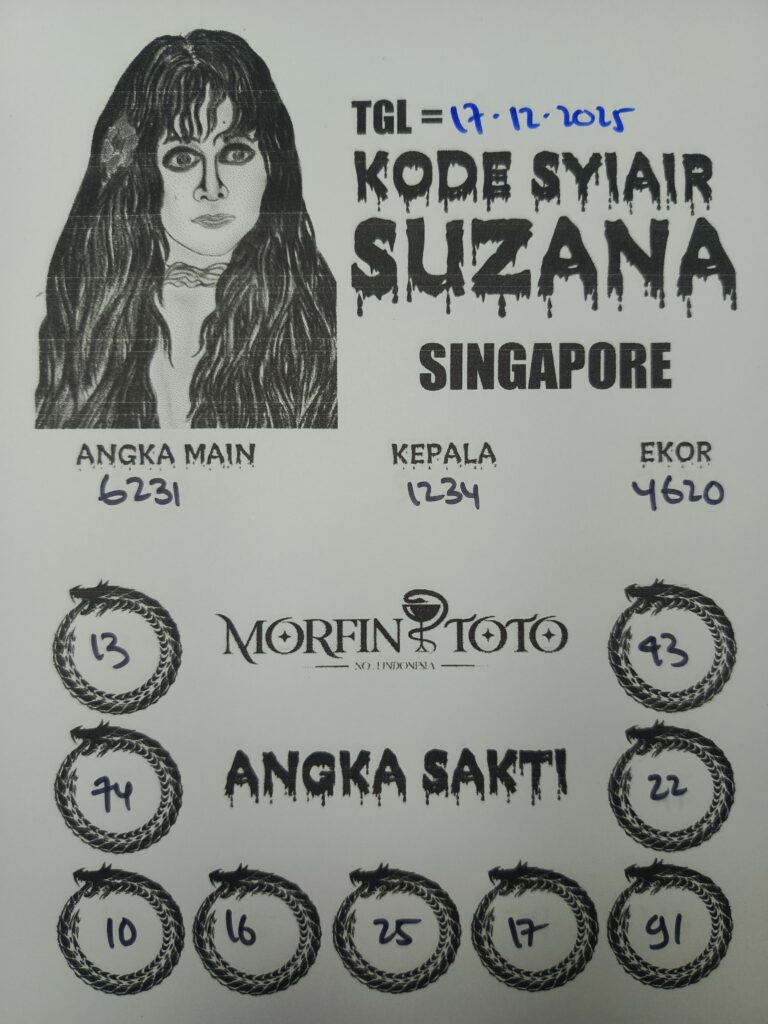 TGL = 17.12.2025
KODE SYIAIR
SUZANA
SINGAPORE
ANGKA MAIN KEPALA EKOR
6231 1234 4620
MORFIN TOTO
NO. 1 INDONESIA
13 43
ANGKA SAKTI
74 22
10 16 25 17 91